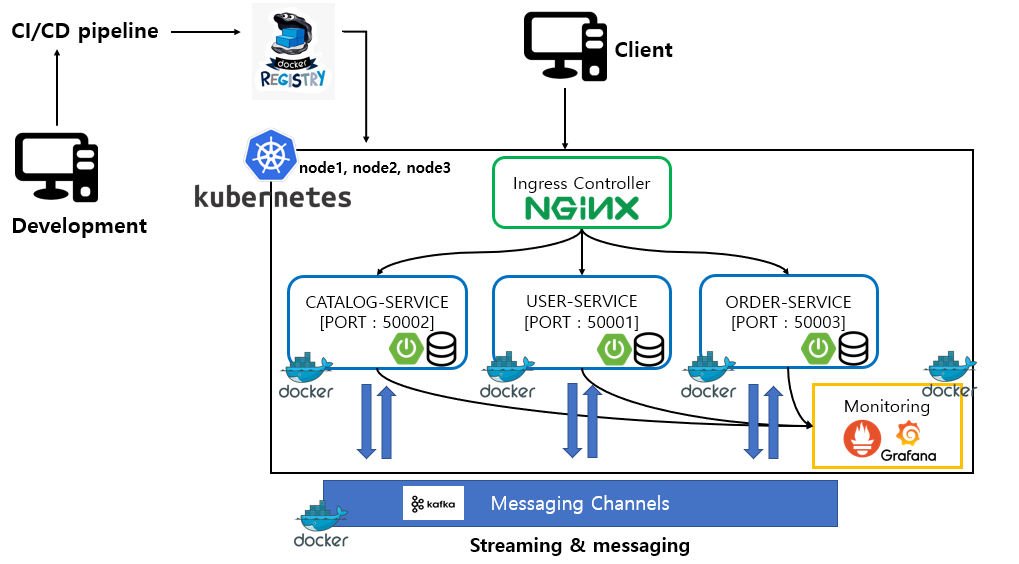 CI/CD pipeline
docker
REGISTRY
Client
Development
kubernetes
node1, node2, node3
Ingress Controller
NGINX
CATALOG-SERVICE
[PORT : 50002]
docker
USER-SERVICE
[PORT : 50001]
docker
ORDER-SERVICE
[PORT : 50003]
docker
docker
Monitoring
Grafana
kafka
Messaging Channels
docker
Streaming & messaging